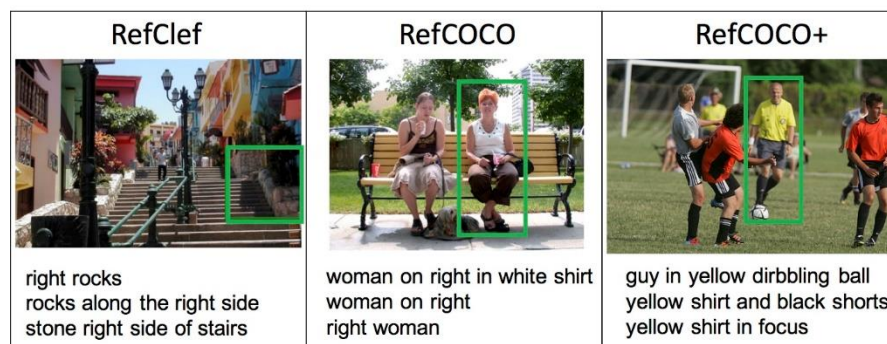 RefClef
RefCOCO
RefCOCO+
right rocks
rocks along the right side
stone right side of stairs
woman on right in white shirt
woman on right
right woman
guy in yellow dirbbling ball
yellow shirt and black shorts
yellow shirt in focus